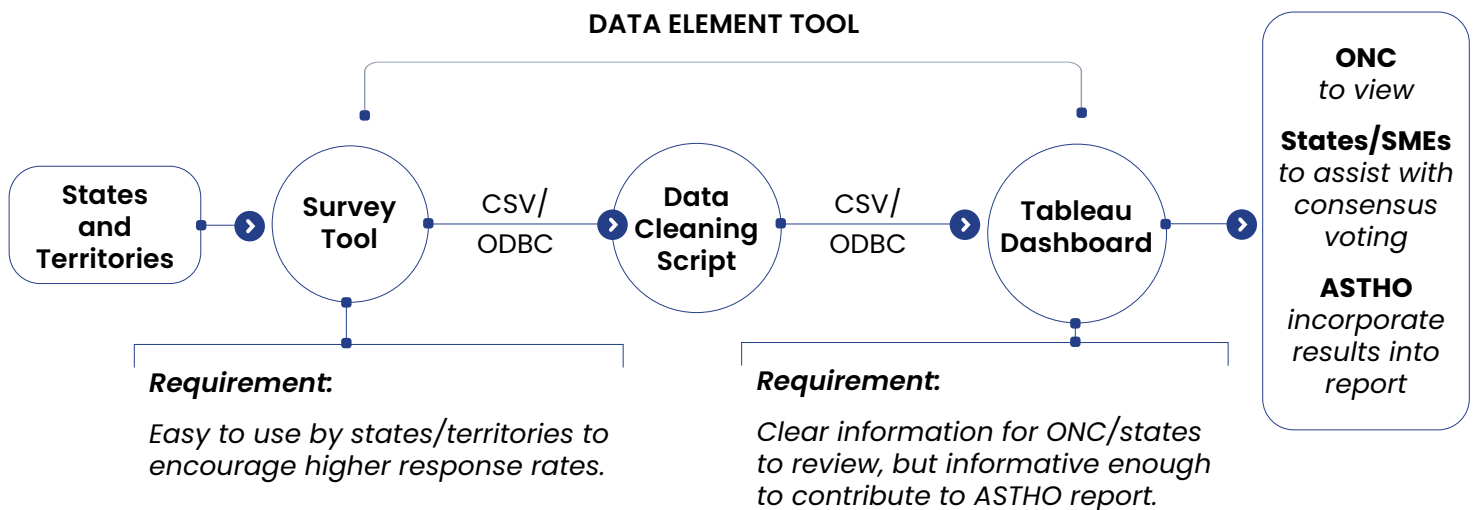 DATA ELEMENT TOOL
States
and
Territories
Survey
Tool
CSV/
ODBC
Data
Cleaning
Script
CSV/
ODBC
Tableau
Dashboard
ONC
to view
States/SMEs
to assist with
consensus
voting
ASTHO
incorporate
results into
report
Requirement:
Easy to use by states/territories to
encourage higher response rates.
Requirement:
Clear information for ONC/states
to review, but informative enough
to contribute to ASTHO report.